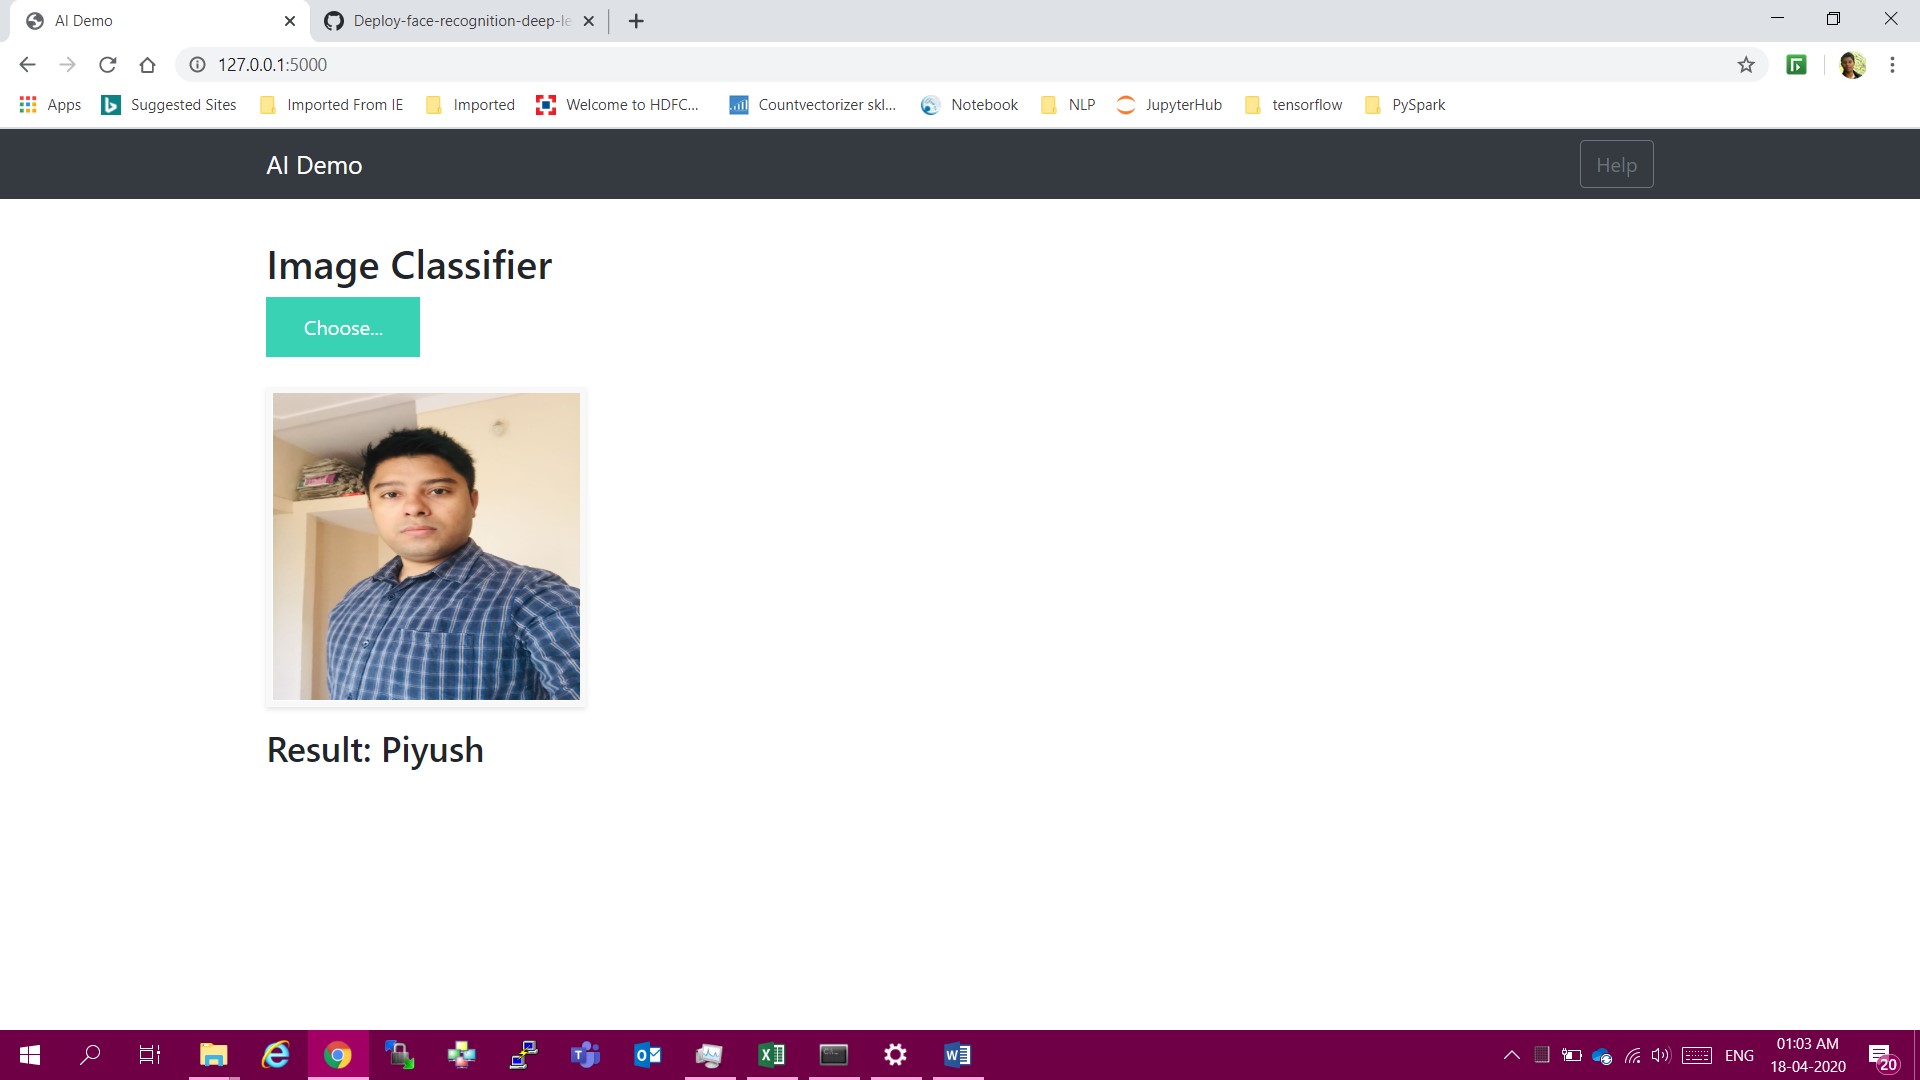 AI Demo
Deploy-face-recognition-deep-le
127.0.0.1:5000
Apps
Suggested Sites
Imported From IE
Imported
Welcome to HDFC...
Countvectorizer skl...
Notebook
NLP
JupyterHub
tensorflow
PySpark
AI Demo
Help
Image Classifier
Choose...
Result: Piyush
ENG
01:03 AM
18-04-2020
20